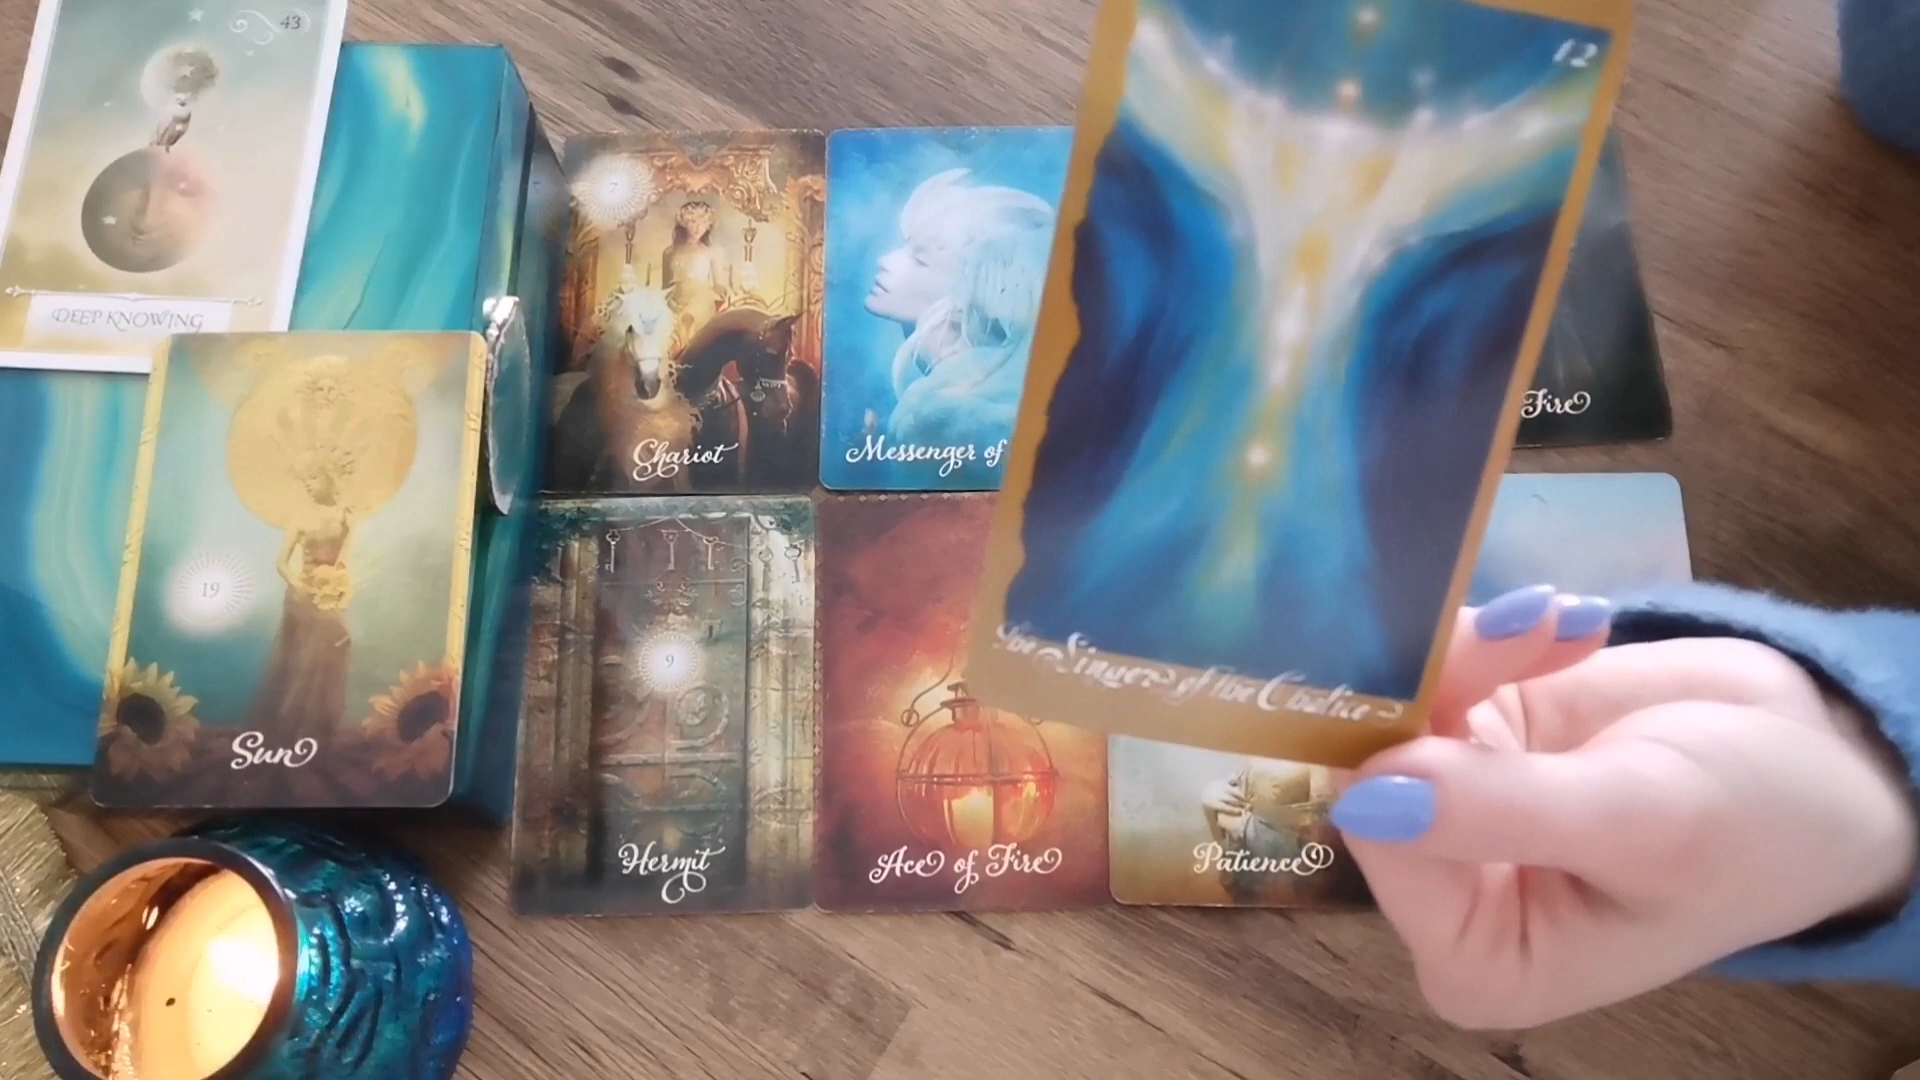 43
DEEP KNOWING
19
Sun
7
Chariot
Messenger of
12
The Singer of the Chalice
Fire
9
Hermit
Ace of Fire
Patience